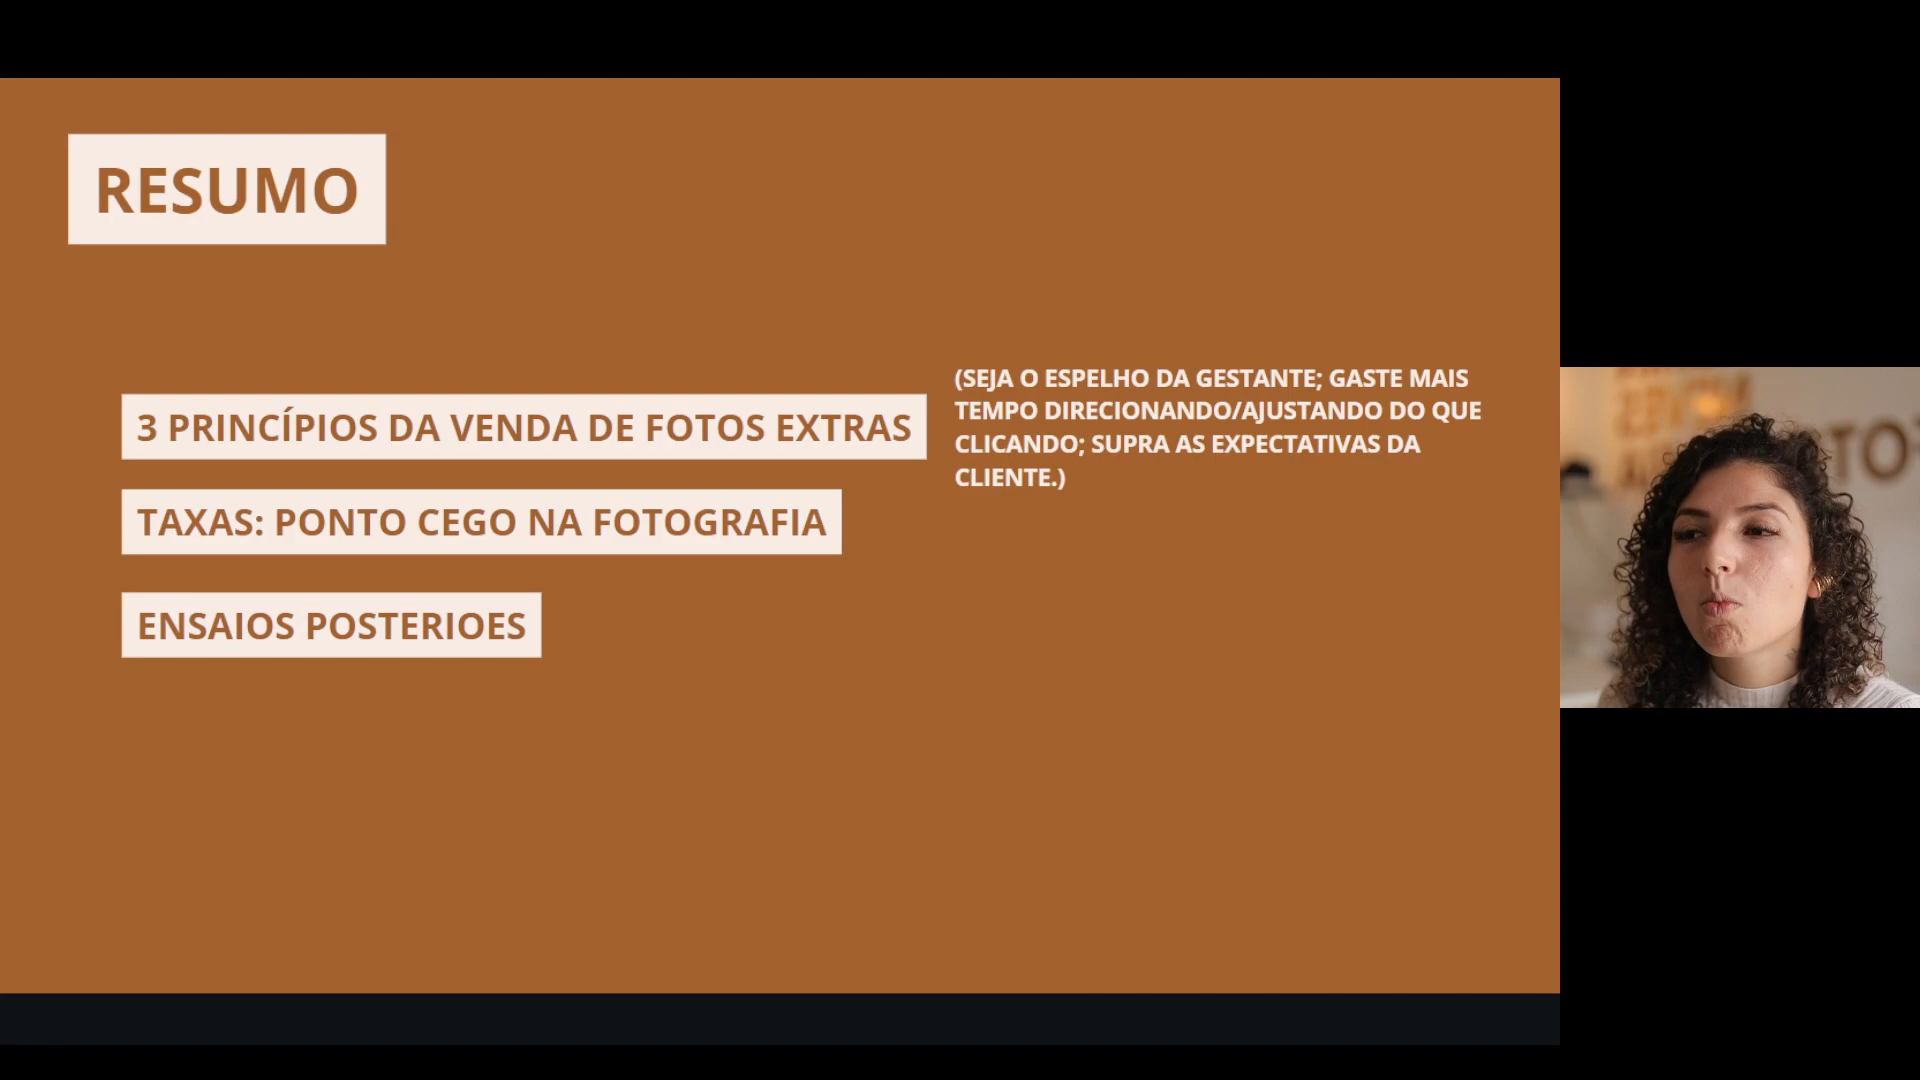 RESUMO
3 PRINCÍPIOS DA VENDA DE FOTOS EXTRAS
(SEJA O ESPELHO DA GESTANTE; GASTE MAIS
TEMPO DIRECIONANDO/AJUSTANDO DO QUE
CLICANDO; SUPRA AS EXPECTATIVAS DA
CLIENTE.)
TAXAS: PONTO CEGO NA FOTOGRAFIA
ENSAIOS POSTERIOES